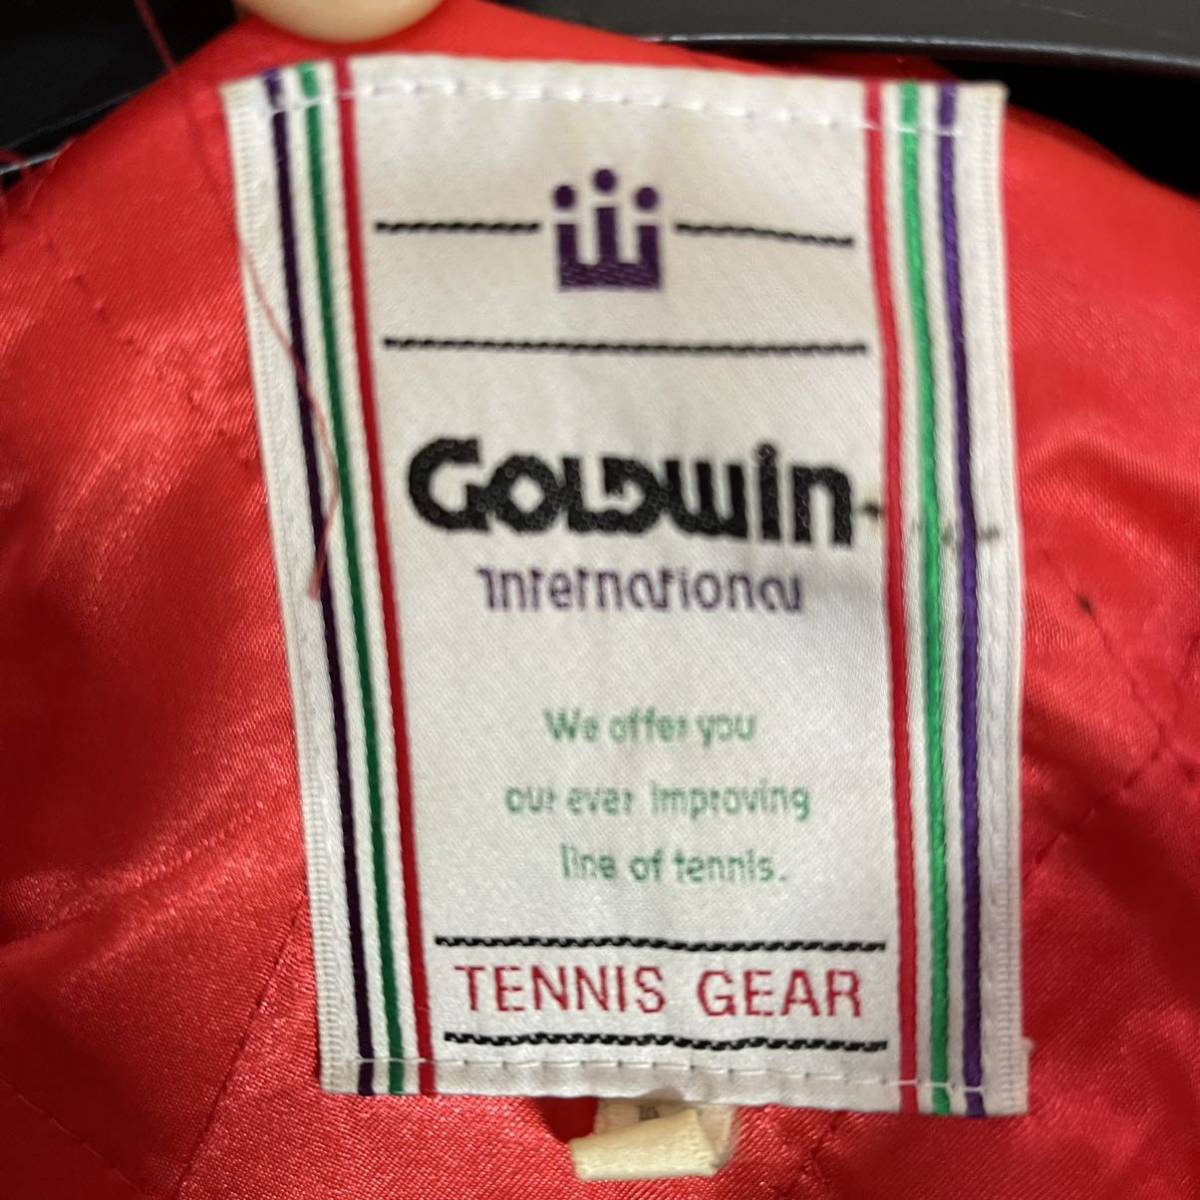 GOLDWIN
International
We offer you
our ever improving
line of tennis.
TENNIS GEAR